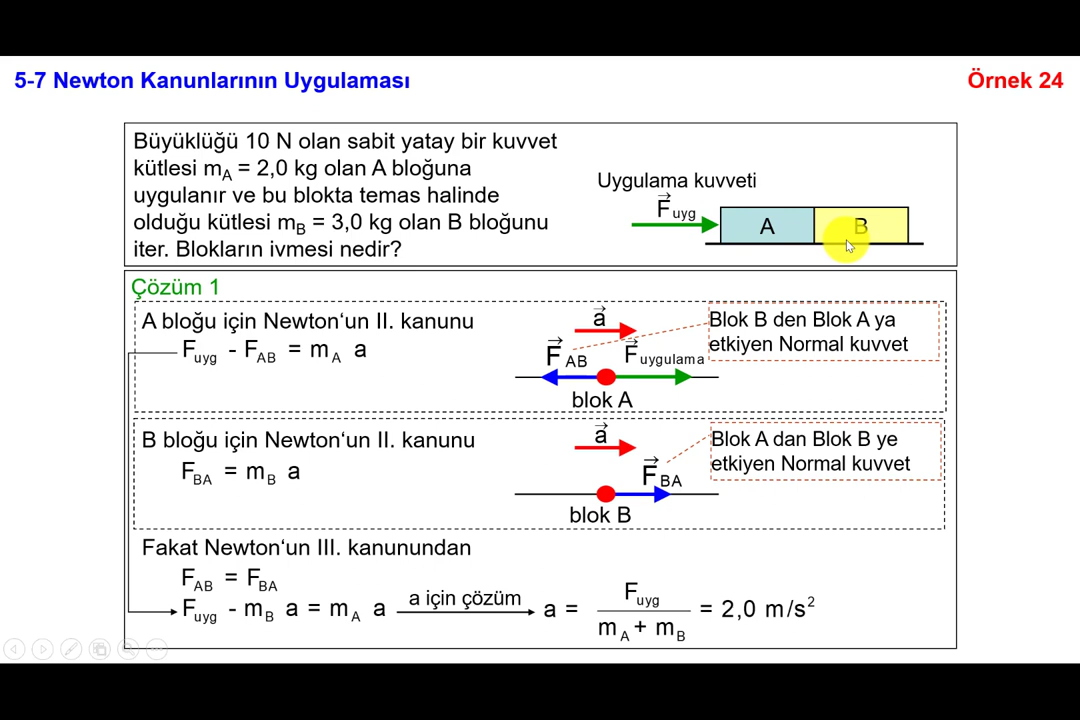 5-7 Newton Kanunlarının Uygulaması
Örnek 24
Büyüklüğü 10 N olan sabit yatay bir kuvvet
kütlesi mA = 2,0 kg olan A bloğuna
uygulanır ve bu blokta temas halinde
olduğu kütlesi mB = 3,0 kg olan B bloğunu
iter. Blokların ivmesi nedir?
Uygulama kuvveti
F⃗uyg
A
B
Çözüm 1
A bloğu için Newton‘un II. kanunu
Fuyg - FAB = mA a
a⃗
F⃗AB
F⃗uygulama
blok A
Blok B den Blok A ya
etkiyen Normal kuvvet
B bloğu için Newton‘un II. kanunu
FBA = mB a
a⃗
F⃗BA
blok B
Blok A dan Blok B ye
etkiyen Normal kuvvet
Fakat Newton‘un III. kanunundan
FAB = FBA
Fuyg - mB a = mA a
a için çözüm
a = Fuyg / mA + mB = 2,0 m/s²